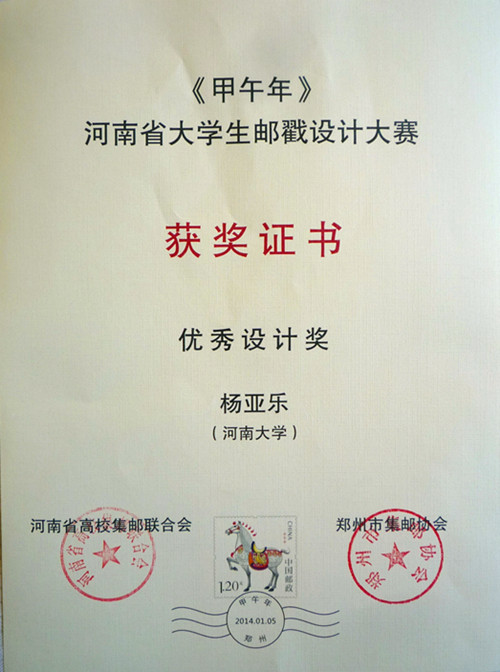 《甲午年》
河南省大学生邮戳设计大赛
获奖证书
优秀设计奖
杨亚乐
（河南大学）
河南省高校集邮联合会
郑州市集邮协会
CHINA
中国邮政
1.20元
甲午年
2014.01.05
郑州